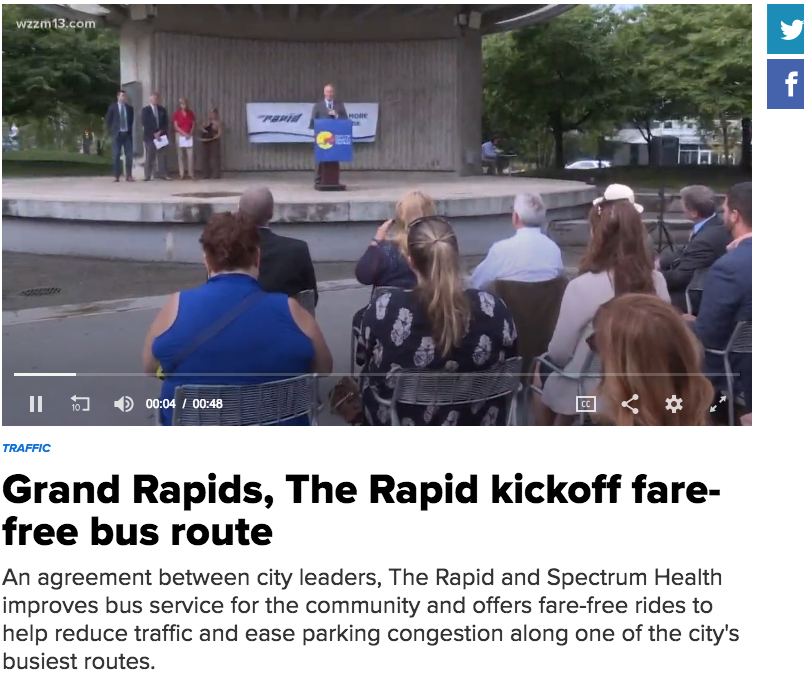 wzzm13.com
rapid
MORE
10
00:04 / 00:48
CC
f
TRAFFIC
Grand Rapids, The Rapid kickoff fare-
free bus route
An agreement between city leaders, The Rapid and Spectrum Health
improves bus service for the community and offers fare-free rides to
help reduce traffic and ease parking congestion along one of the city's
busiest routes.